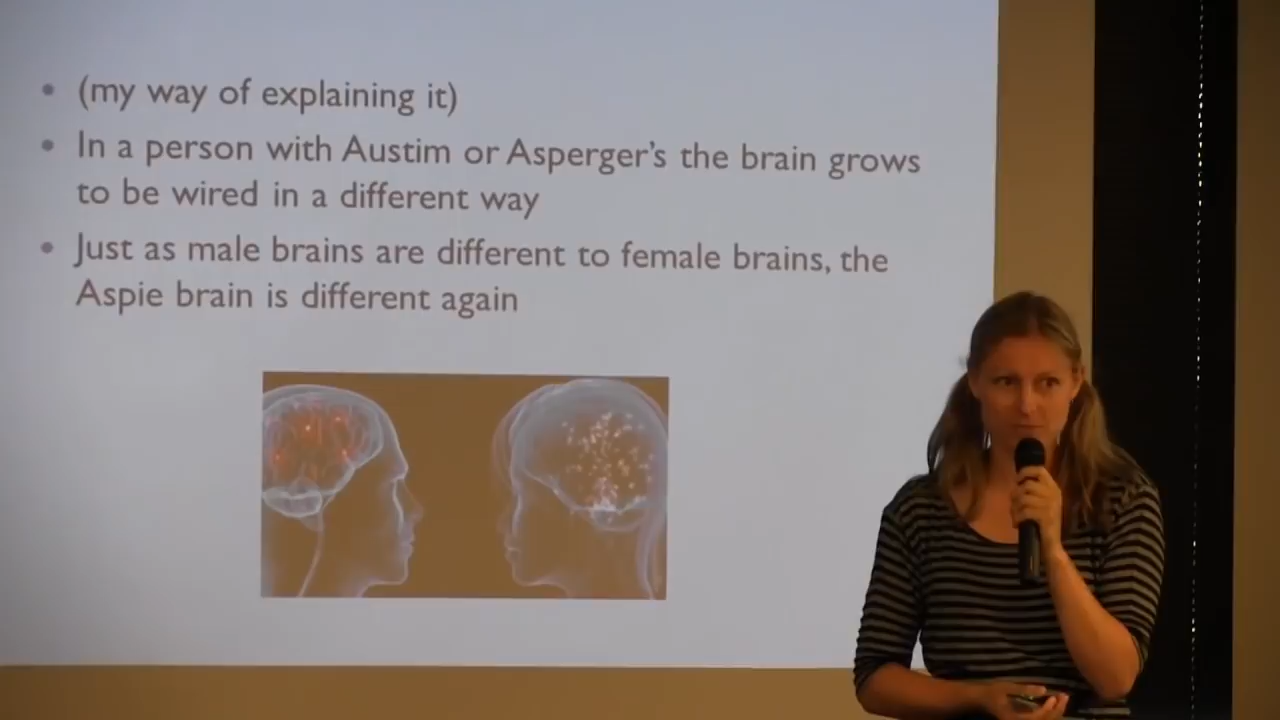 • (my way of explaining it)
• In a person with Austim or Asperger's the brain grows
to be wired in a different way
• Just as male brains are different to female brains, the
Aspie brain is different again